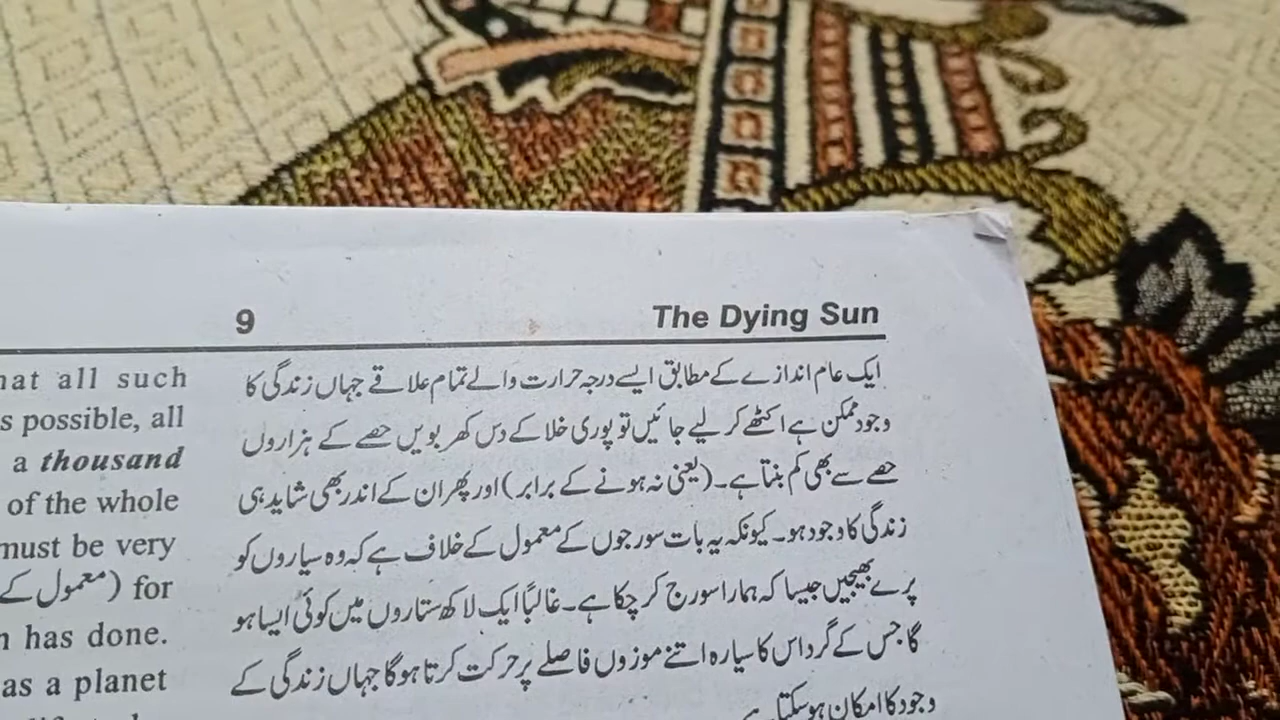 9 The Dying Sun
hat all such
s possible, all
a thousand
of the whole
must be very
(معمول کے) for
n has done.
as a planet
ایک عام اندازے کے مطابق ایسے درجہ حرارت والے تمام علاقے جہاں زندگی کا
وجود ممکن ہے اکٹھے کر لیے جائیں تو پوری خلا کے دس کھربویں حصے کے ہزاروں
حصے سے بھی کم بنتا ہے۔ (یعنی نہ ہونے کے برابر) اور پھر ان کے اندر بھی شاید ہی
زندگی کا وجود ہو۔ کیونکہ یہ بات سورجوں کے معمول کے خلاف ہے کہ وہ سیاروں کو
پرے بھیجیں جیسا کہ ہمارا سورج کر چکا ہے۔ غالباً ایک لاکھ ستاروں میں کوئی ایسا ہو
گا جس کے گرد اس کا سیارہ اتنے موزوں فاصلے پر حرکت کرتا ہوگا جہاں زندگی کے
وجود کا امکان ہو سکتا ہے